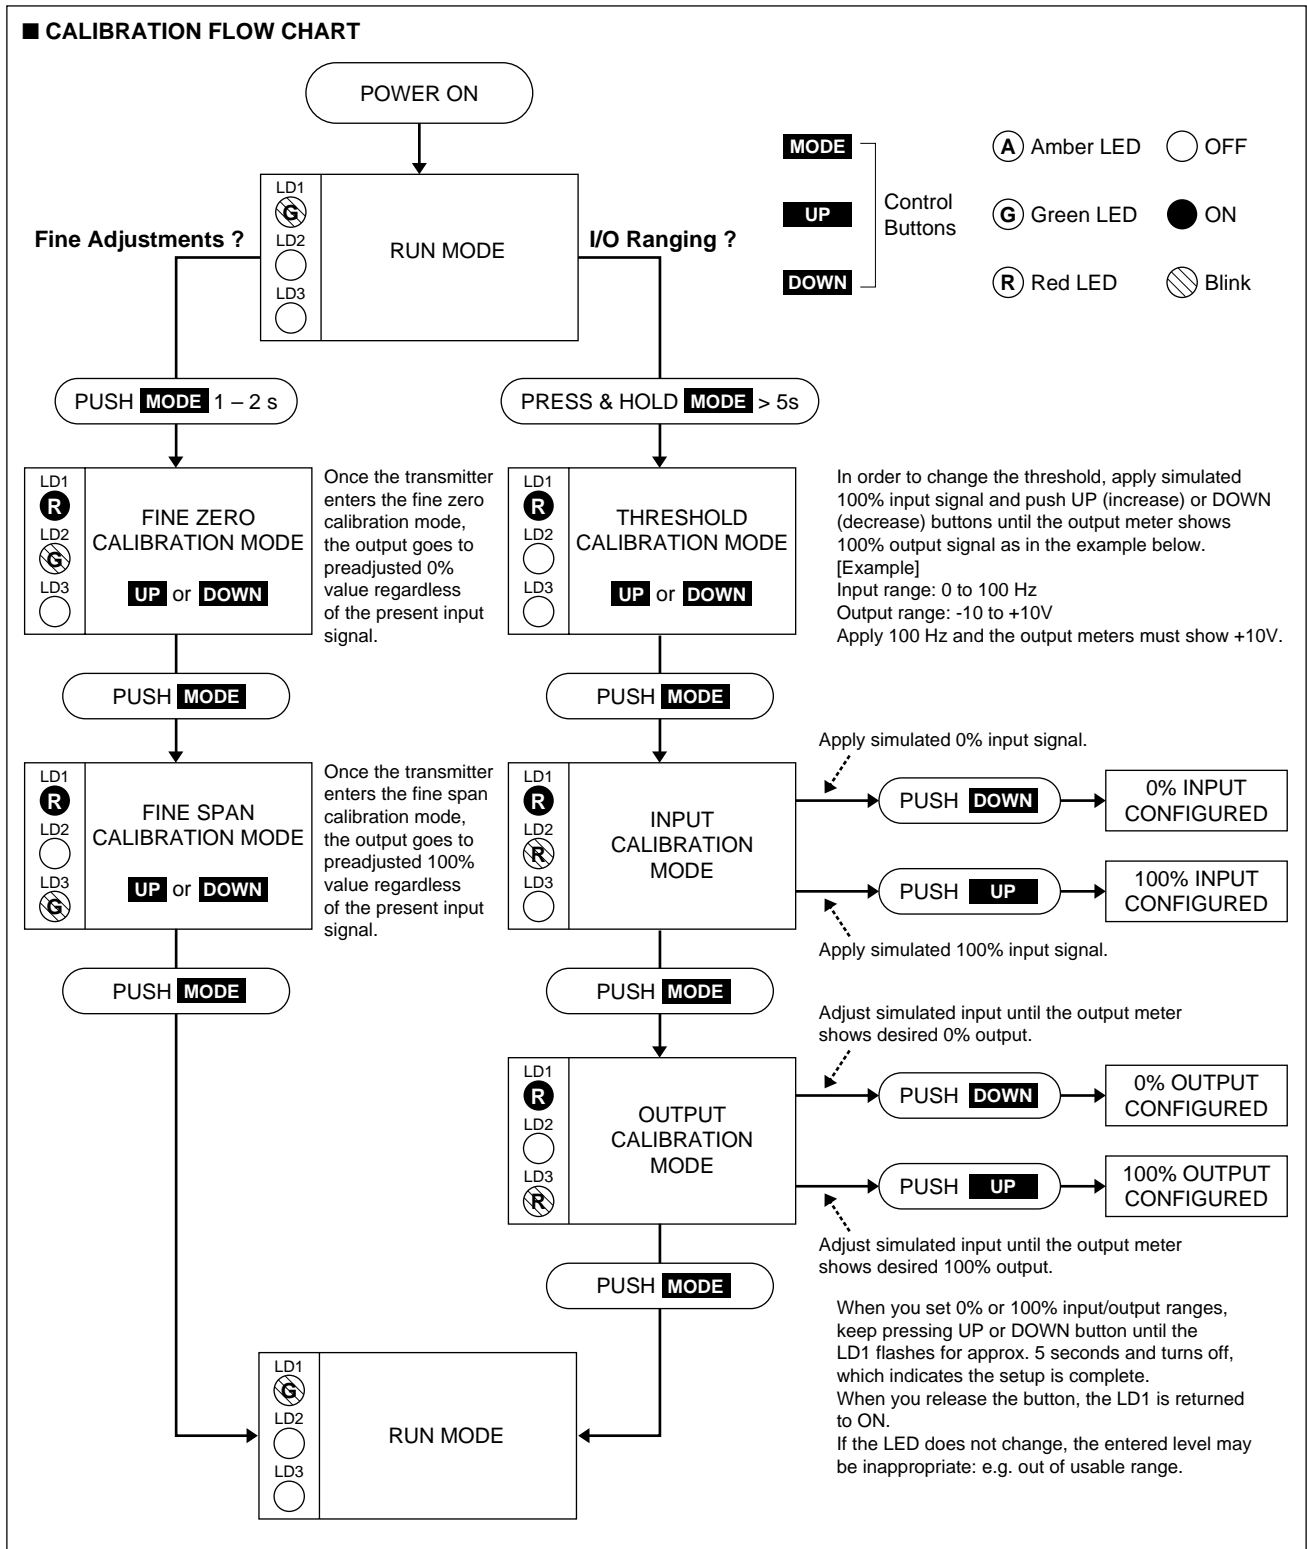 ■ CALIBRATION FLOW CHART
POWER ON
MODE
UP
DOWN
Control
Buttons
A Amber LED
G Green LED
R Red LED
OFF
ON
Blink
Fine Adjustments ?
I/O Ranging ?
LD1
G
LD2
LD3
RUN MODE
PUSH MODE 1 – 2 s
PRESS & HOLD MODE > 5s
LD1
R
LD2
G
LD3
FINE ZERO
CALIBRATION MODE
UP or DOWN
Once the transmitter
enters the fine zero
calibration mode,
the output goes to
preadjusted 0%
value regardless
of the present input
signal.
LD1
R
LD2
LD3
THRESHOLD
CALIBRATION MODE
UP or DOWN
In order to change the threshold, apply simulated
100% input signal and push UP (increase) or DOWN
(decrease) buttons until the output meter shows
100% output signal as in the example below.
[Example]
Input range: 0 to 100 Hz
Output range: -10 to +10V
Apply 100 Hz and the output meters must show +10V.
PUSH MODE
PUSH MODE
LD1
R
LD2
LD3
G
FINE SPAN
CALIBRATION MODE
UP or DOWN
Once the transmitter
enters the fine span
calibration mode,
the output goes to
preadjusted 100%
value regardless
of the present input
signal.
LD1
R
LD2
R
LD3
INPUT
CALIBRATION
MODE
Apply simulated 0% input signal.
PUSH DOWN
0% INPUT
CONFIGURED
PUSH UP
100% INPUT
CONFIGURED
Apply simulated 100% input signal.
PUSH MODE
PUSH MODE
Adjust simulated input until the output meter
shows desired 0% output.
LD1
R
LD2
LD3
R
OUTPUT
CALIBRATION
MODE
PUSH DOWN
0% OUTPUT
CONFIGURED
PUSH UP
100% OUTPUT
CONFIGURED
Adjust simulated input until the output meter
shows desired 100% output.
PUSH MODE
When you set 0% or 100% input/output ranges,
keep pressing UP or DOWN button until the
LD1 flashes for approx. 5 seconds and turns off,
which indicates the setup is complete.
When you release the button, the LD1 is returned
to ON.
If the LED does not change, the entered level may
be inappropriate: e.g. out of usable range.
LD1
G
LD2
LD3
RUN MODE